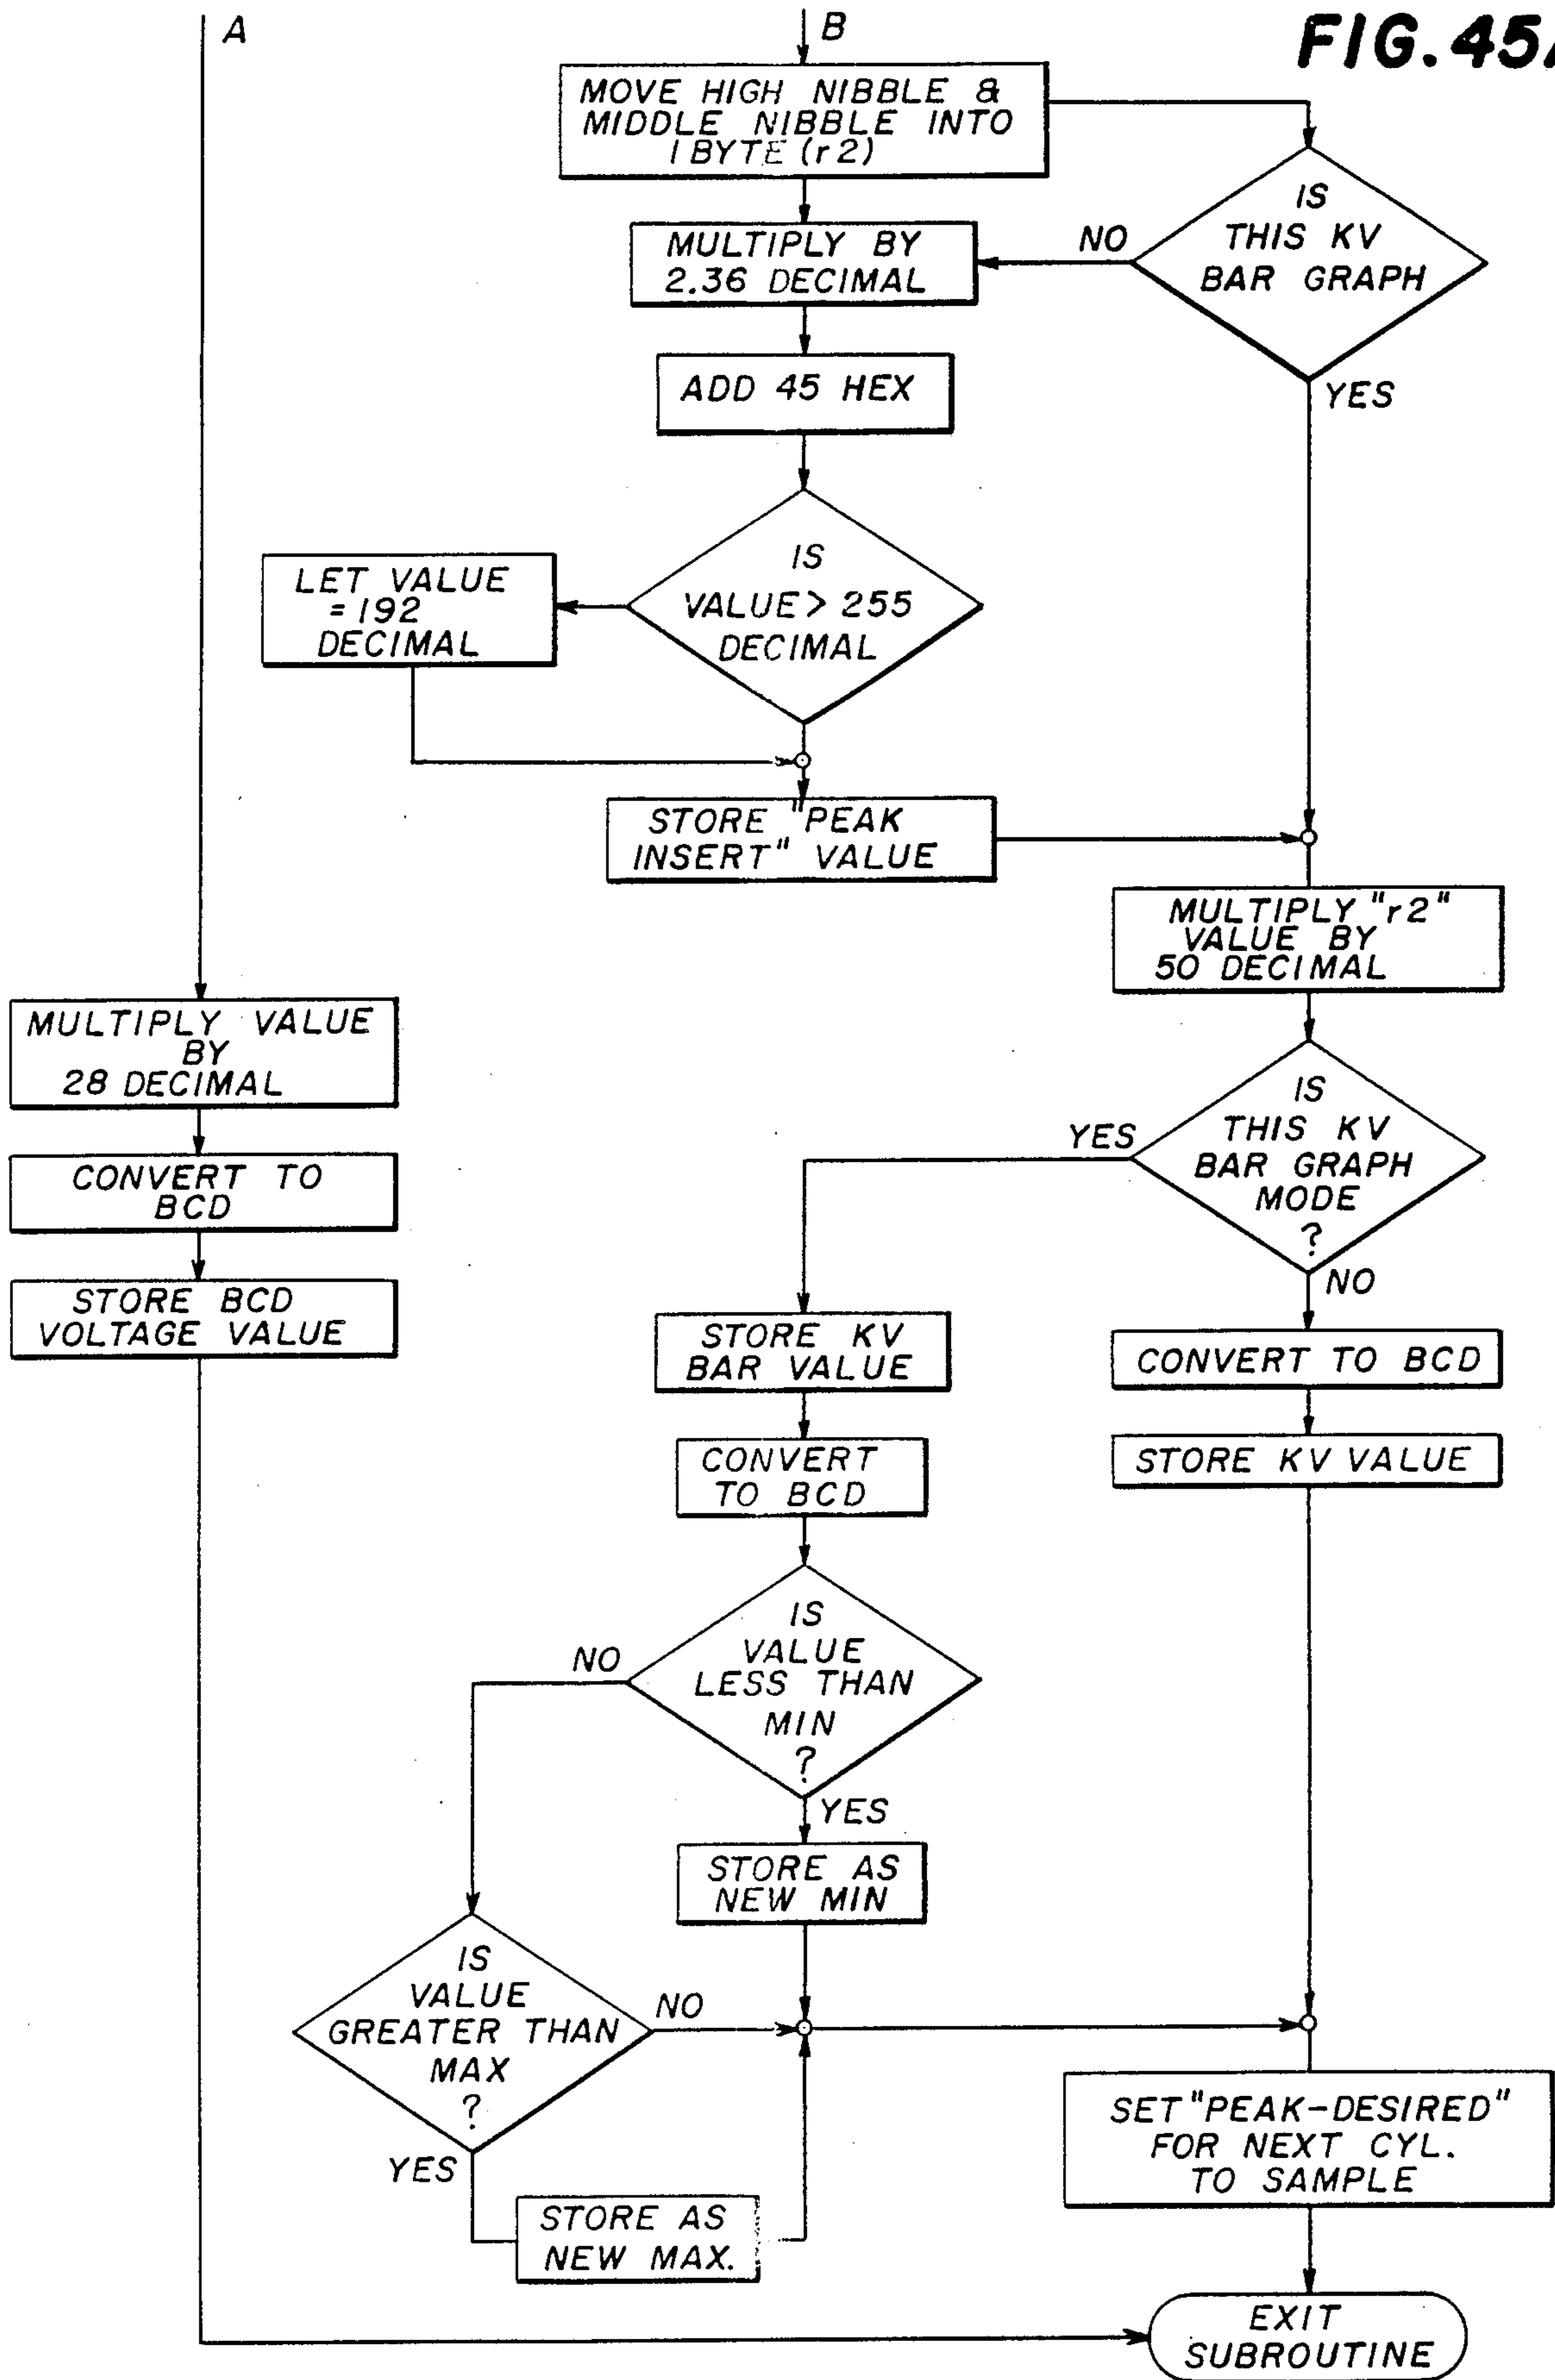 A
B
FIG. 45A
MOVE HIGH NIBBLE &
MIDDLE NIBBLE INTO
1 BYTE (r2)
IS
THIS KV
BAR GRAPH
NO
YES
MULTIPLY BY
2.36 DECIMAL
ADD 45 HEX
IS
VALUE > 255
DECIMAL
LET VALUE
= 192
DECIMAL
STORE "PEAK
INSERT" VALUE
MULTIPLY "r2"
VALUE BY
50 DECIMAL
MULTIPLY VALUE
BY
28 DECIMAL
CONVERT TO
BCD
STORE BCD
VOLTAGE VALUE
IS
THIS KV
BAR GRAPH
MODE
?
YES
NO
STORE KV
BAR VALUE
CONVERT TO BCD
CONVERT
TO BCD
STORE KV VALUE
IS
VALUE
LESS THAN
MIN
?
NO
YES
STORE AS
NEW MIN
IS
VALUE
GREATER THAN
MAX
?
NO
YES
STORE AS
NEW MAX.
SET "PEAK-DESIRED"
FOR NEXT CYL.
TO SAMPLE
EXIT
SUBROUTINE